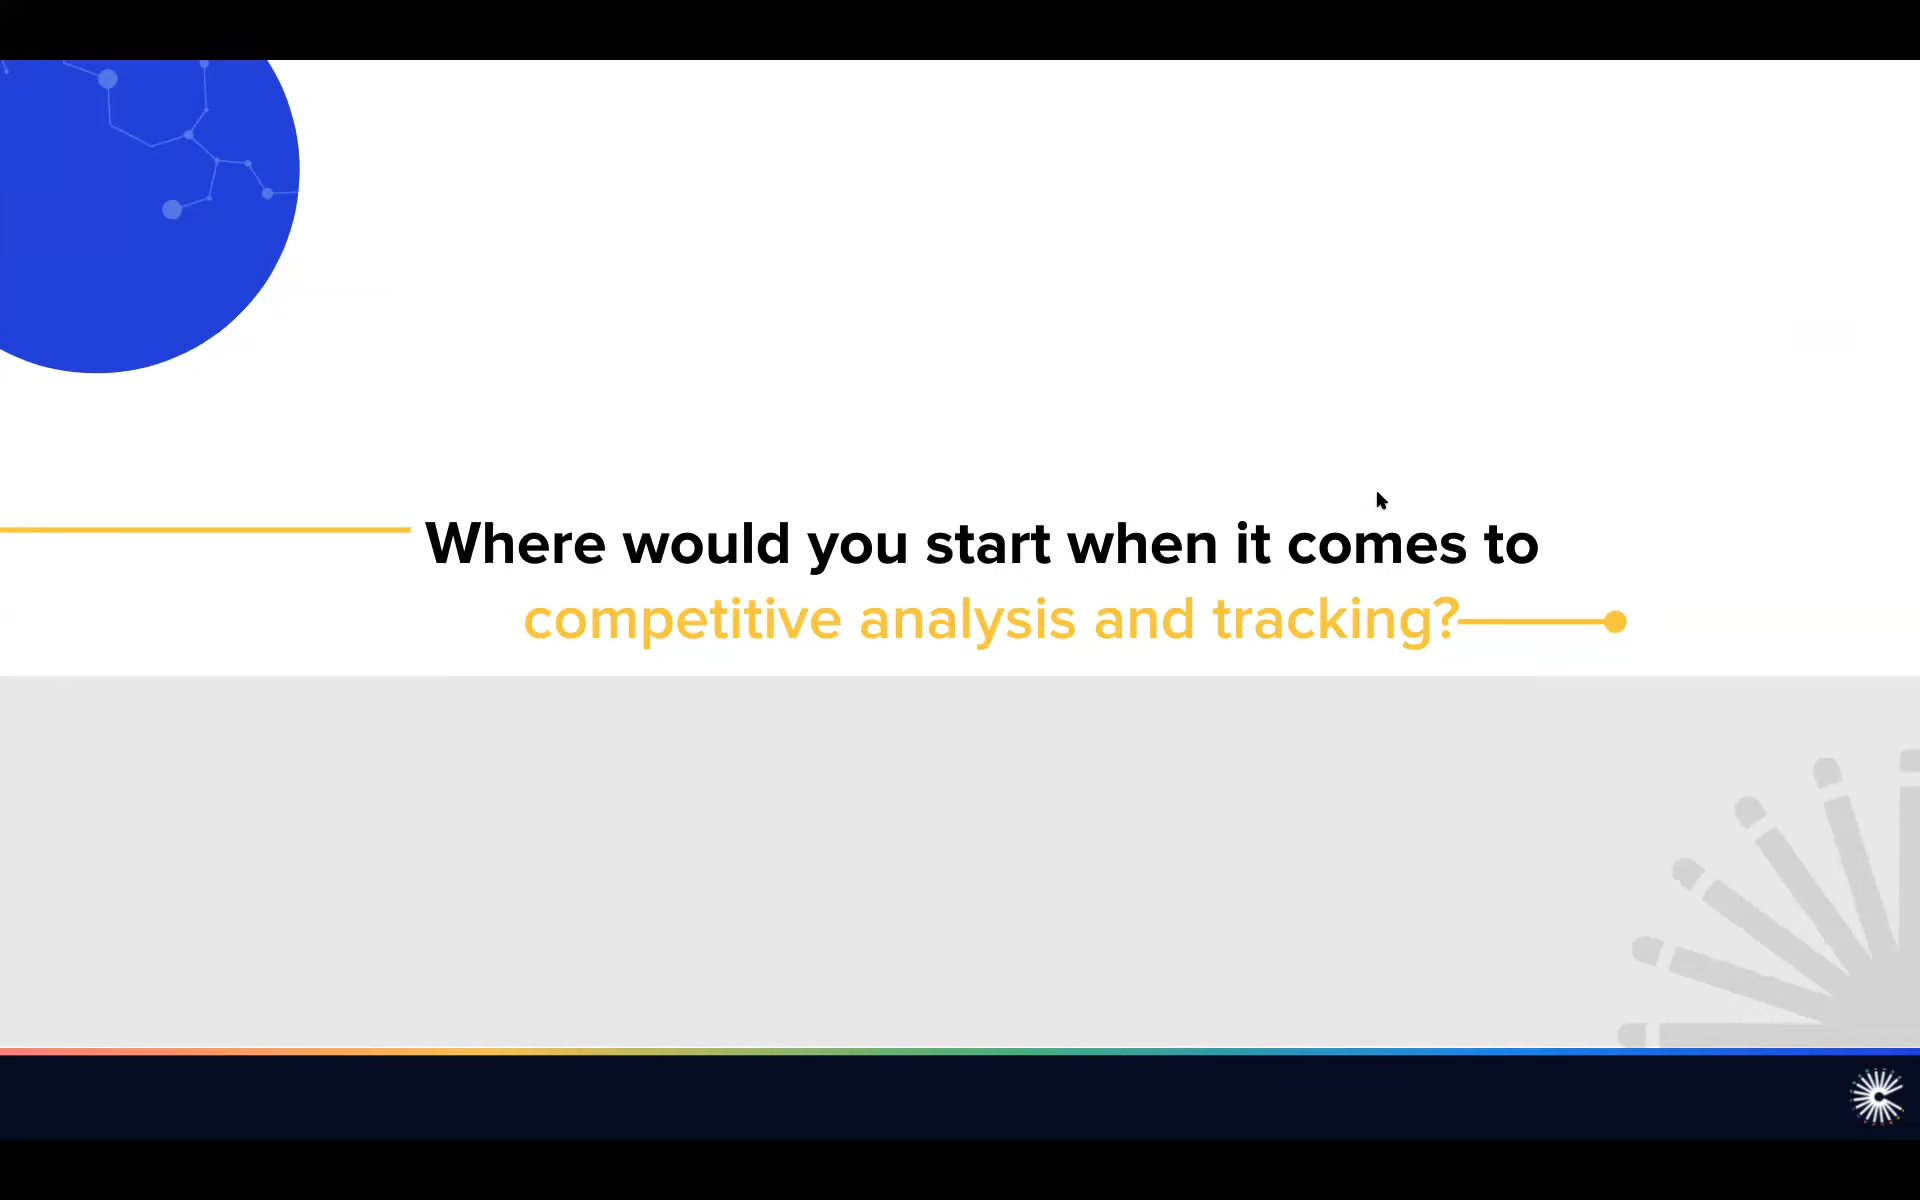 Where would you start when it comes to
competitive analysis and tracking?